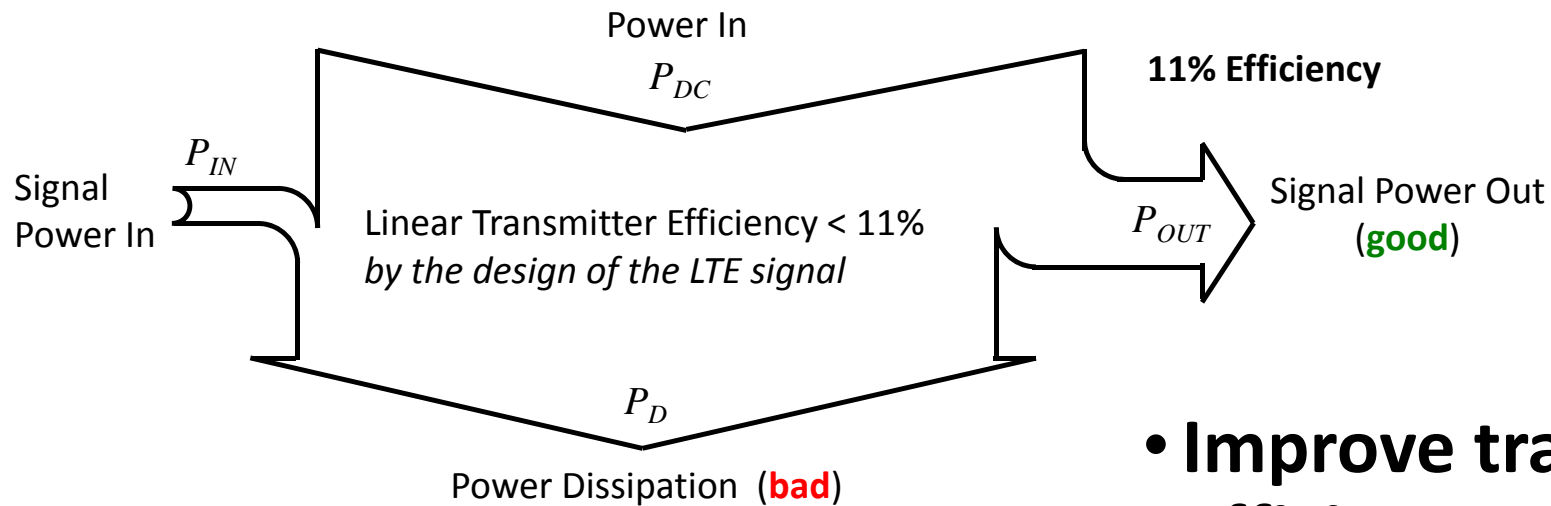 Power In
P_DC
11% Efficiency
P_IN
Signal
Power In
Linear Transmitter Efficiency < 11%
by the design of the LTE signal
P_OUT
Signal Power Out
(good)
P_D
Power Dissipation (bad)
• Improve